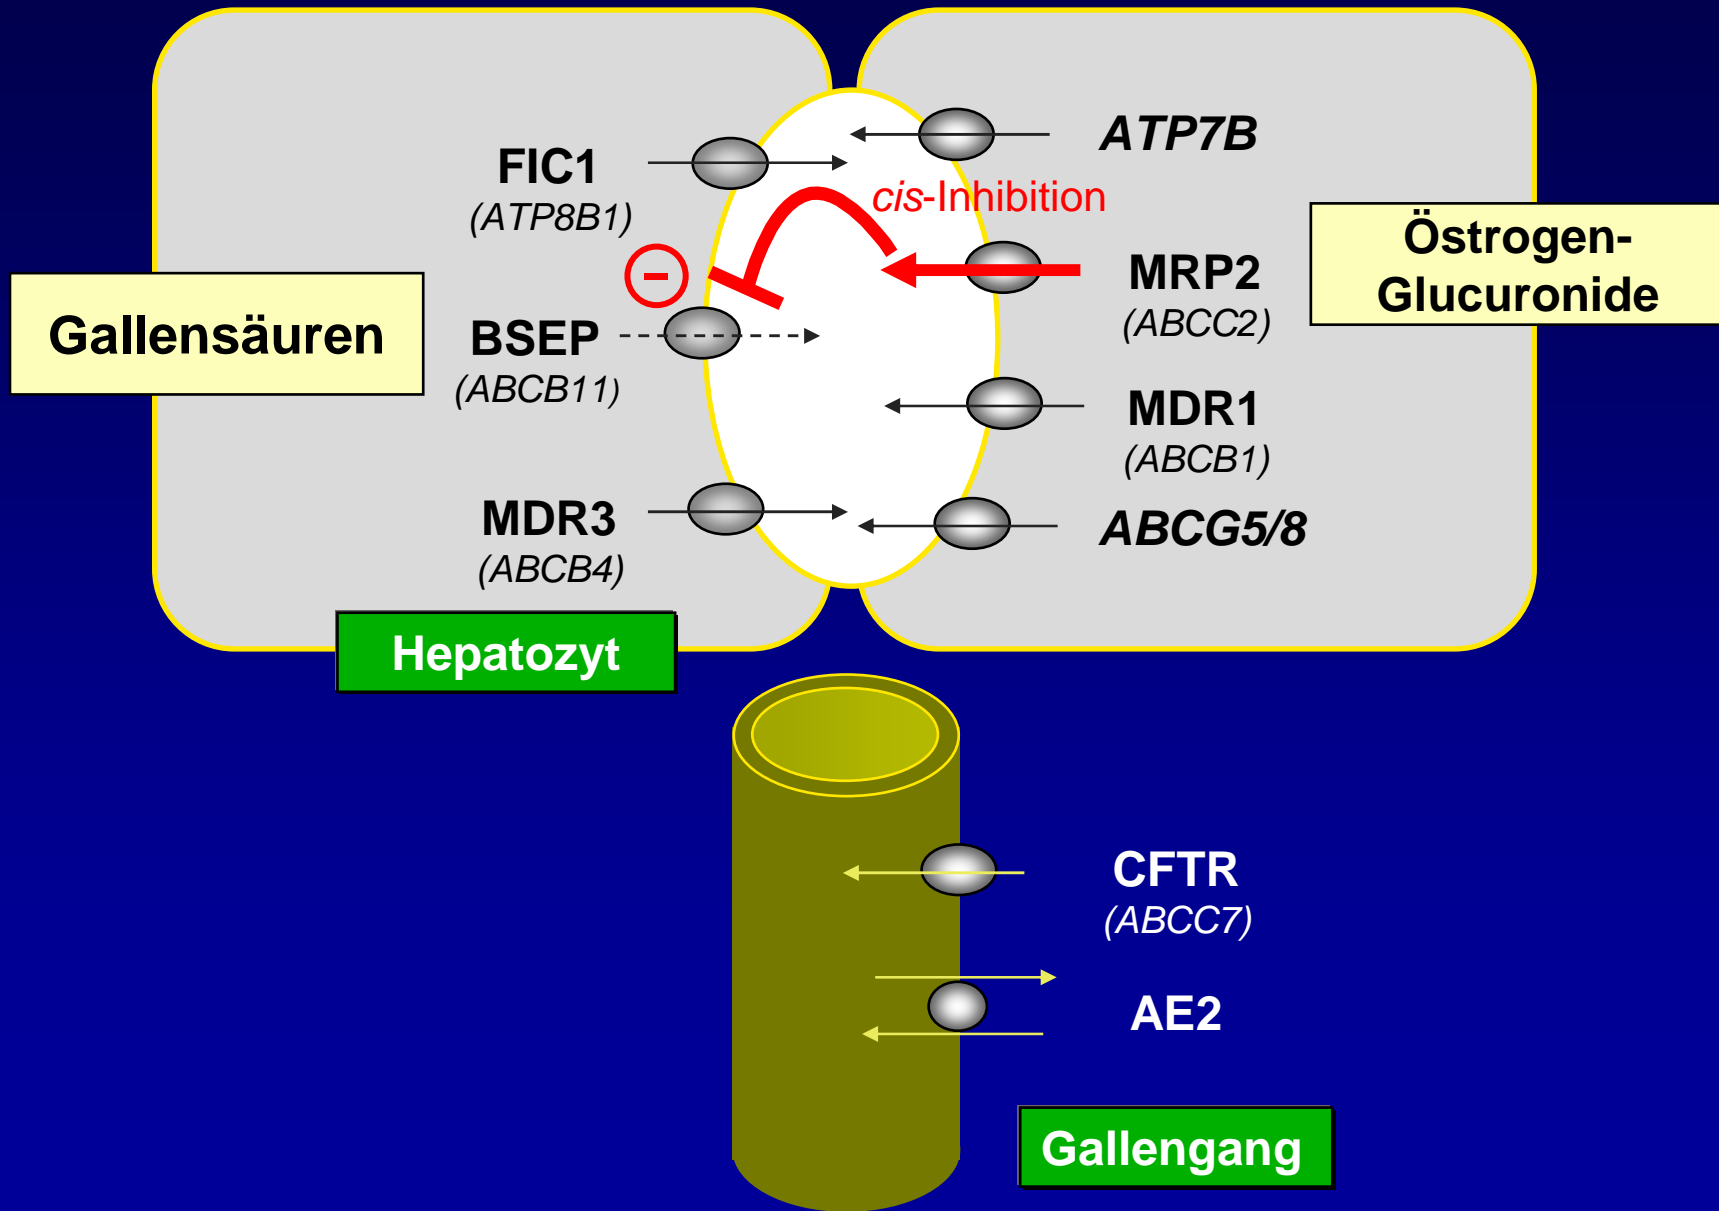 FIC1
(ATP8B1)
ATP7B
cis-Inhibition
Östrogen-
Glucuronide
MRP2
(ABCC2)
-
Gallensäuren
BSEP
(ABCB11)
MDR1
(ABCB1)
MDR3
(ABCB4)
ABCG5/8
Hepatozyt
CFTR
(ABCC7)
AE2
Gallengang